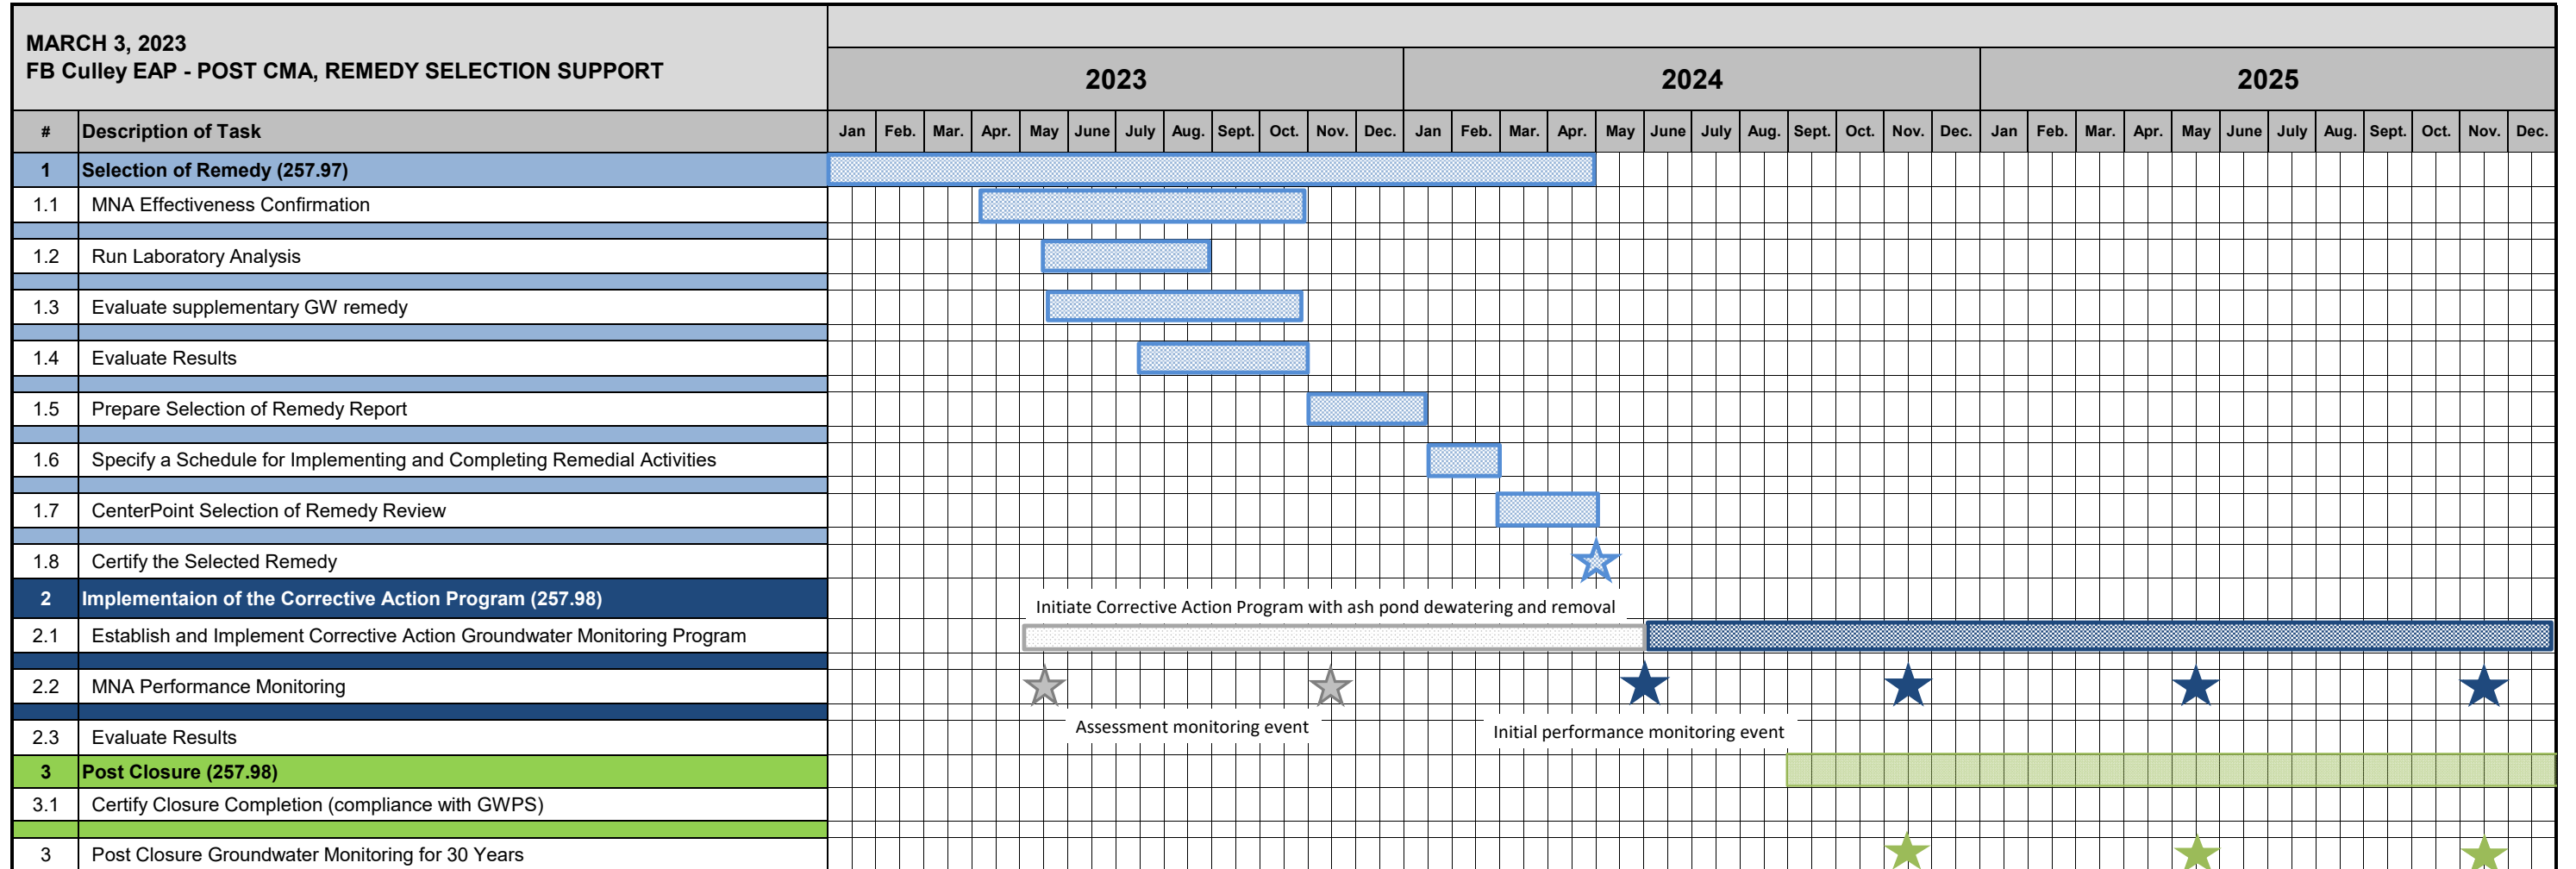 MARCH 3, 2023
FB Culley EAP - POST CMA, REMEDY SELECTION SUPPORT
2023 2024 2025
# Description of Task Jan Feb. Mar. Apr. May June July Aug. Sept. Oct. Nov. Dec. Jan Feb. Mar. Apr. May June July Aug. Sept. Oct. Nov. Dec. Jan Feb. Mar. Apr. May June July Aug. Sept. Oct. Nov. Dec.
1 Selection of Remedy (257.97)
1.1 MNA Effectiveness Confirmation
1.2 Run Laboratory Analysis
1.3 Evaluate supplementary GW remedy
1.4 Evaluate Results
1.5 Prepare Selection of Remedy Report
1.6 Specify a Schedule for Implementing and Completing Remedial Activities
1.7 CenterPoint Selection of Remedy Review
1.8 Certify the Selected Remedy
2 Implementaion of the Corrective Action Program (257.98)
Initiate Corrective Action Program with ash pond dewatering and removal
2.1 Establish and Implement Corrective Action Groundwater Monitoring Program
2.2 MNA Performance Monitoring
Assessment monitoring event Initial performance monitoring event
2.3 Evaluate Results
3 Post Closure (257.98)
3.1 Certify Closure Completion (compliance with GWPS)
3 Post Closure Groundwater Monitoring for 30 Years